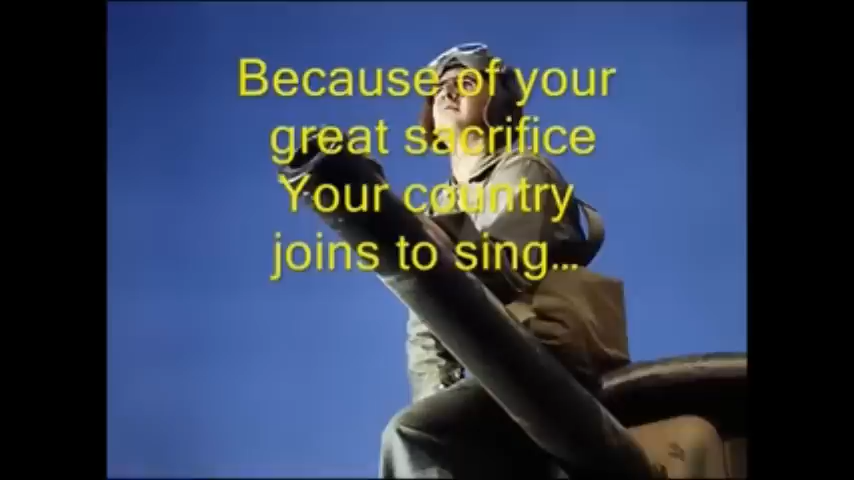 Because of your
great sacrifice
Your country
joins to sing...